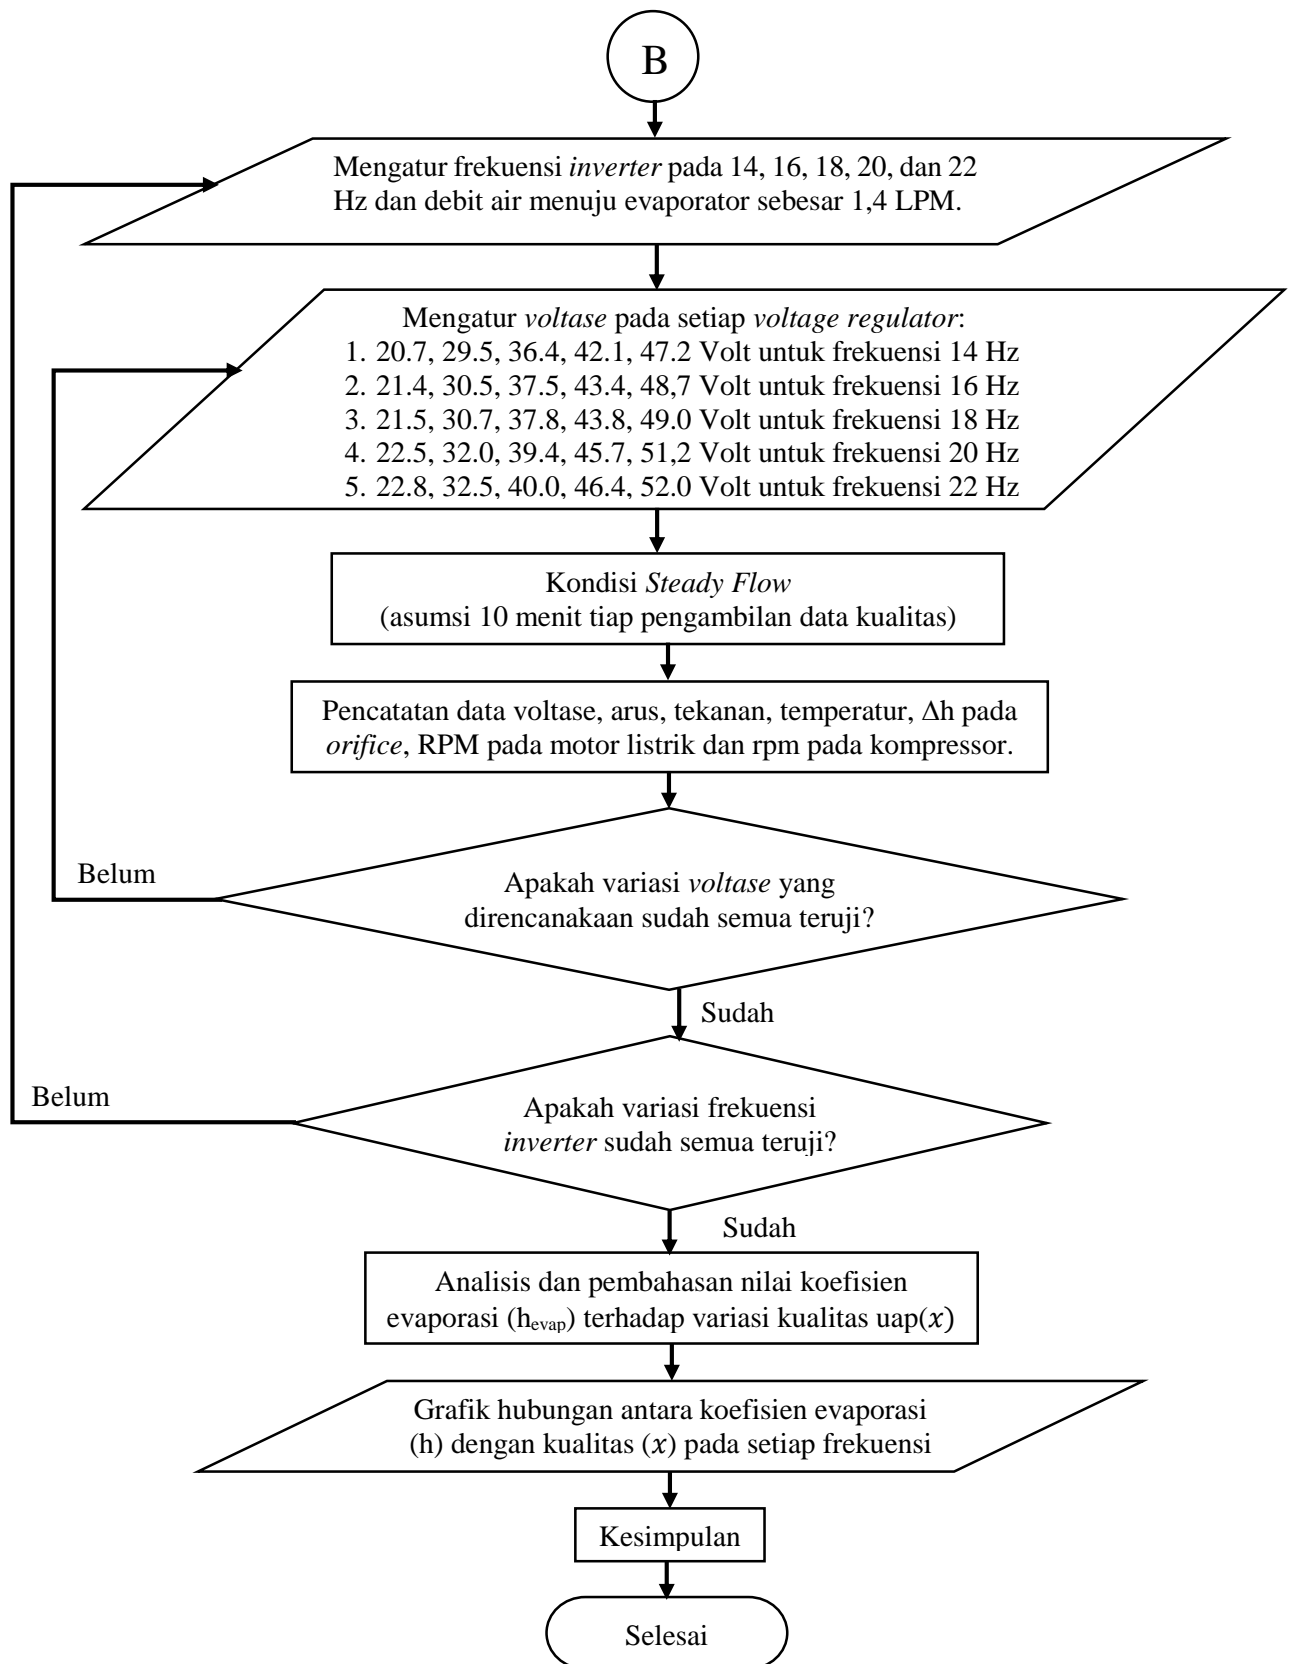 B
Mengatur frekuensi inverter pada 14, 16, 18, 20, dan 22
Hz dan debit air menuju evaporator sebesar 1,4 LPM.
Mengatur voltase pada setiap voltage regulator:
1. 20.7, 29.5, 36.4, 42.1, 47.2 Volt untuk frekuensi 14 Hz
2. 21.4, 30.5, 37.5, 43.4, 48,7 Volt untuk frekuensi 16 Hz
3. 21.5, 30.7, 37.8, 43.8, 49.0 Volt untuk frekuensi 18 Hz
4. 22.5, 32.0, 39.4, 45.7, 51,2 Volt untuk frekuensi 20 Hz
5. 22.8, 32.5, 40.0, 46.4, 52.0 Volt untuk frekuensi 22 Hz
Kondisi Steady Flow
(asumsi 10 menit tiap pengambilan data kualitas)
Pencatatan data voltase, arus, tekanan, temperatur, Δh pada
orifice, RPM pada motor listrik dan rpm pada kompressor.
Belum
Apakah variasi voltase yang
direncanakaan sudah semua teruji?
Sudah
Belum
Apakah variasi frekuensi
inverter sudah semua teruji?
Sudah
Analisis dan pembahasan nilai koefisien
evaporasi (hevap) terhadap variasi kualitas uap(x)
Grafik hubungan antara koefisien evaporasi
(h) dengan kualitas (x) pada setiap frekuensi
Kesimpulan
Selesai